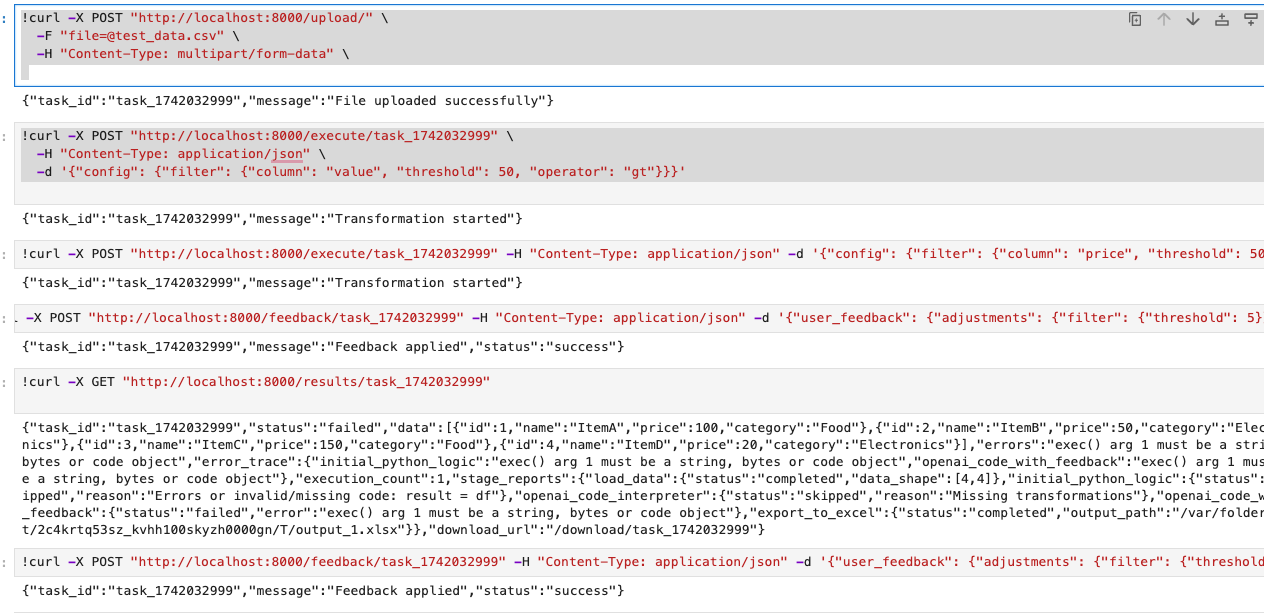 !curl -X POST "http://localhost:8000/upload/" \
-F "file=@test_data.csv" \
-H "Content-Type: multipart/form-data" \
{"task_id":"task_1742032999","message":"File uploaded successfully"}
!curl -X POST "http://localhost:8000/execute/task_1742032999" \
-H "Content-Type: application/json" \
-d '{"config": {"filter": {"column": "value", "threshold": 50, "operator": "gt"}}}'
{"task_id":"task_1742032999","message":"Transformation started"}
!curl -X POST "http://localhost:8000/execute/task_1742032999" -H "Content-Type: application/json" -d '{"config": {"filter": {"column": "price", "threshold": 50
{"task_id":"task_1742032999","message":"Transformation started"}
-X POST "http://localhost:8000/feedback/task_1742032999" -H "Content-Type: application/json" -d '{"user_feedback": {"adjustments": {"filter": {"threshold": 5}
{"task_id":"task_1742032999","message":"Feedback applied","status":"success"}
!curl -X GET "http://localhost:8000/results/task_1742032999"
{"task_id":"task_1742032999","status":"failed","data":[{"id":1,"name":"ItemA","price":100,"category":"Food"},{"id":2,"name":"ItemB","price":50,"category":"Elec
nics"},{"id":3,"name":"ItemC","price":150,"category":"Food"},{"id":4,"name":"ItemD","price":20,"category":"Electronics"}],"errors":"exec() arg 1 must be a stri
bytes or code object","error_trace":{"initial_python_logic":"exec() arg 1 must be a string, bytes or code object","openai_code_with_feedback":"exec() arg 1 mus
e a string, bytes or code object"},"execution_count":1,"stage_reports":{"load_data":{"status":"completed","data_shape":[4,4]},"initial_python_logic":{"status":
ipped","reason":"Errors or invalid/missing code: result = df"},"openai_code_interpreter":{"status":"skipped","reason":"Missing transformations"},"openai_code_w
_feedback":{"status":"failed","error":"exec() arg 1 must be a string, bytes or code object"},"export_to_excel":{"status":"completed","output_path":"/var/folder
t/2c4krtq53sz_kvhh100skyzh0000gn/T/output_1.xlsx"}},"download_url":"/download/task_1742032999"}
!curl -X POST "http://localhost:8000/feedback/task_1742032999" -H "Content-Type: application/json" -d '{"user_feedback": {"adjustments": {"filter": {"threshold
{"task_id":"task_1742032999","message":"Feedback applied","status":"success"}